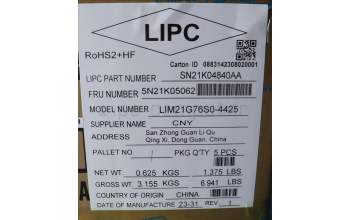 LIPC
RoHS2+HF
Carton ID 0883142308020001
LIPC PART NUMBER SN21K04840AA
FRU NUMBER 5N21K05062
MODEL NUMBER LIM21G76S0-4425
SUPPLIER NAME CNY
ADDRESS San Zhong Guan Li Qu
Qing Xi, Dong Guan, China
PALLET NO / PKG Q'TY 5 PCS
NET WT 0.625 KGS 1.375 LBS
GROSS WT 3.155 KGS 6.941 LBS
COUNTRY OF ORIGIN CHINA
DATE OF MANUFACTURE 23-31 REV 1